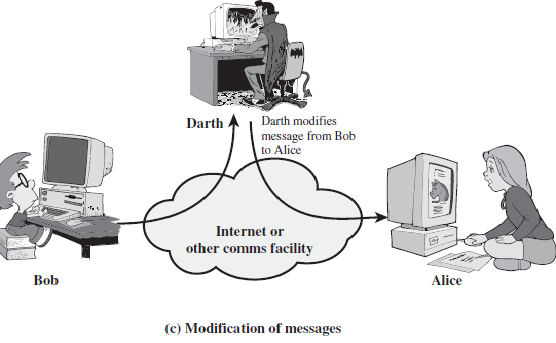 Darth
Darth modifies
message from Bob
to Alice
Internet or
other comms facility
Bob
Alice
(c) Modification of messages